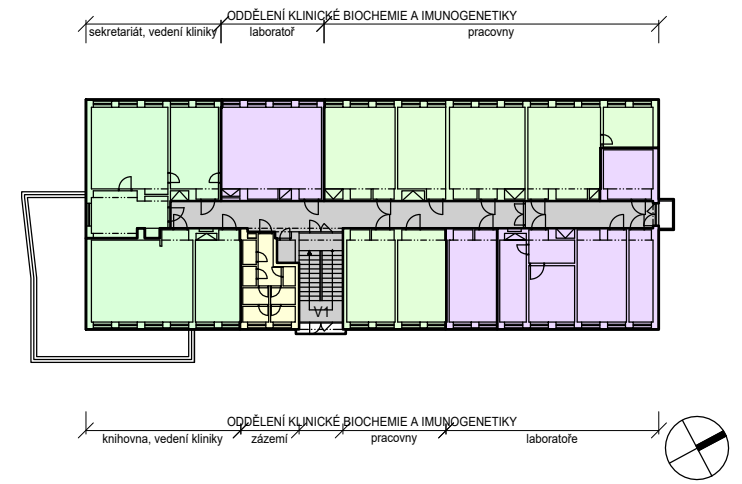 ODDĚLENÍ KLINICKÉ BIOCHEMIE A IMUNOGENETIKY
sekretariát, vedení kliniky laboratoř pracovny
V1
ODDĚLENÍ KLINICKÉ BIOCHEMIE A IMUNOGENETIKY
knihovna, vedení kliniky zázemí pracovny laboratoře